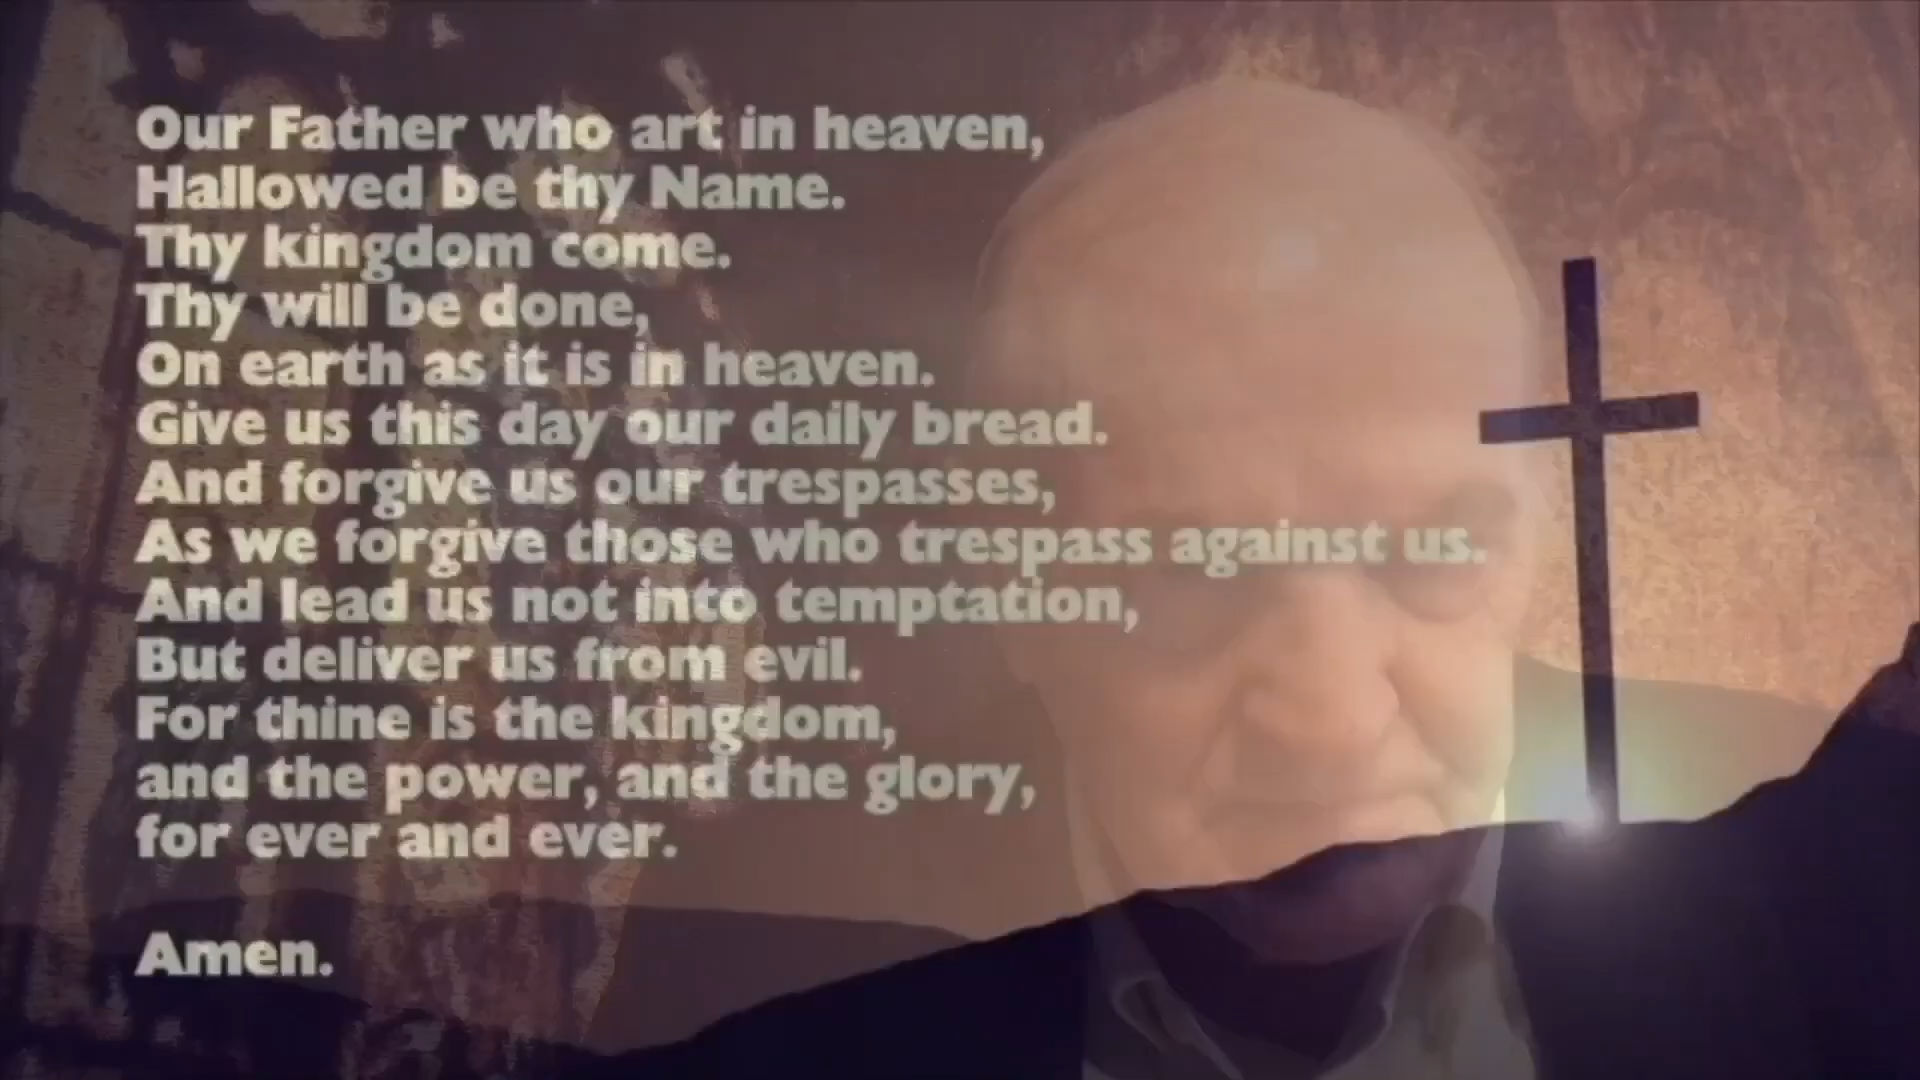 Our Father who art in heaven,
Hallowed be thy Name.
Thy kingdom come.
Thy will be done,
On earth as it is in heaven.
Give us this day our daily bread.
And forgive us our trespasses,
As we forgive those who trespass against us.
And lead us not into temptation,
But deliver us from evil.
For thine is the kingdom,
and the power, and the glory,
for ever and ever.
Amen.